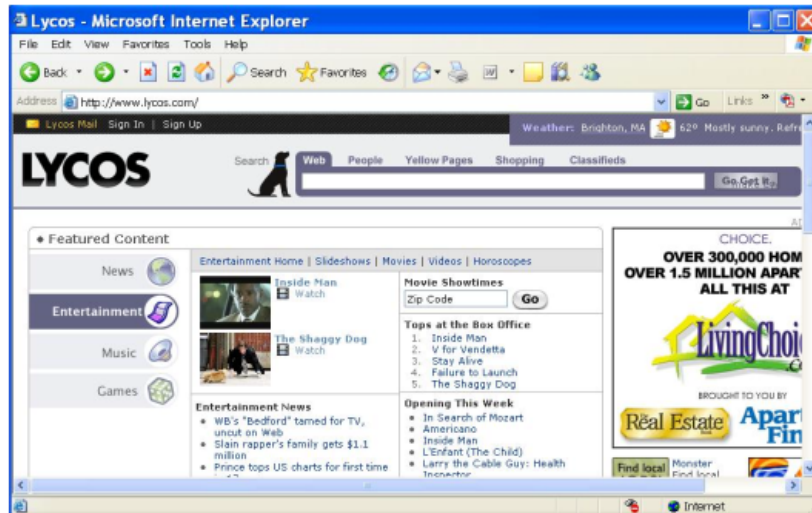 Lycos - Microsoft Internet Explorer
File Edit View Favorites Tools Help
Back Search Favorites
Address http://www.lycos.com/ Go Links »
Lycos Mail Sign In | Sign Up
Weather: Brighton, MA 62º Mostly sunny. Refr
LYCOS
Search Web People Yellow Pages Shopping Classifieds
Go Get it
Featured Content
News
Entertainment
Music
Games
Entertainment Home | Slideshows | Movies | Videos | Horoscopes
Inside Man
Watch
The Shaggy Dog
Watch
Entertainment News
• WB's "Bedford" tamed for TV,
uncut on Web
• Slain rapper's family gets $1.1
million
• Prince tops US charts for first time
Movie Showtimes
Zip Code Go
Tops at the Box Office
1. Inside Man
2. V for Vendetta
3. Stay Alive
4. Failure to Launch
5. The Shaggy Dog
Opening This Week
• In Search of Mozart
• Americano
• Inside Man
• L'Enfant (The Child)
• Larry the Cable Guy: Health
Inspector
CHOICE.
OVER 300,000 HOM
OVER 1.5 MILLION APAR
ALL THIS AT
LivingChoic
BROUGHT TO YOU BY
The Real Estate
Apar
Fin
Find local
Monster
Find local
Internet